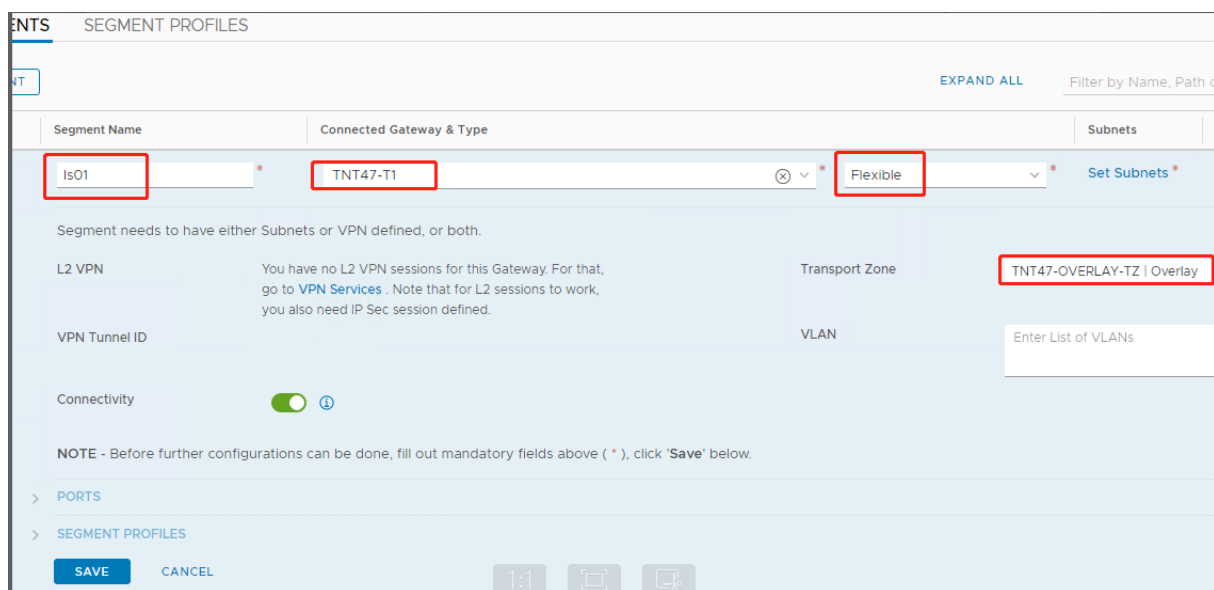 ENTS SEGMENT PROFILES
NT
EXPAND ALL Filter by Name, Path
Segment Name Connected Gateway & Type Subnets
ls01 * TNT47-T1 * Flexible * Set Subnets *
Segment needs to have either Subnets or VPN defined, or both.
L2 VPN You have no L2 VPN sessions for this Gateway. For that, Transport Zone TNT47-OVERLAY-TZ | Overlay
go to VPN Services . Note that for L2 sessions to work,
you also need IP Sec session defined.
VPN Tunnel ID VLAN Enter List of VLANs
Connectivity
NOTE - Before further configurations can be done, fill out mandatory fields above ( * ), click 'Save' below.
PORTS
SEGMENT PROFILES
SAVE CANCEL 1:1